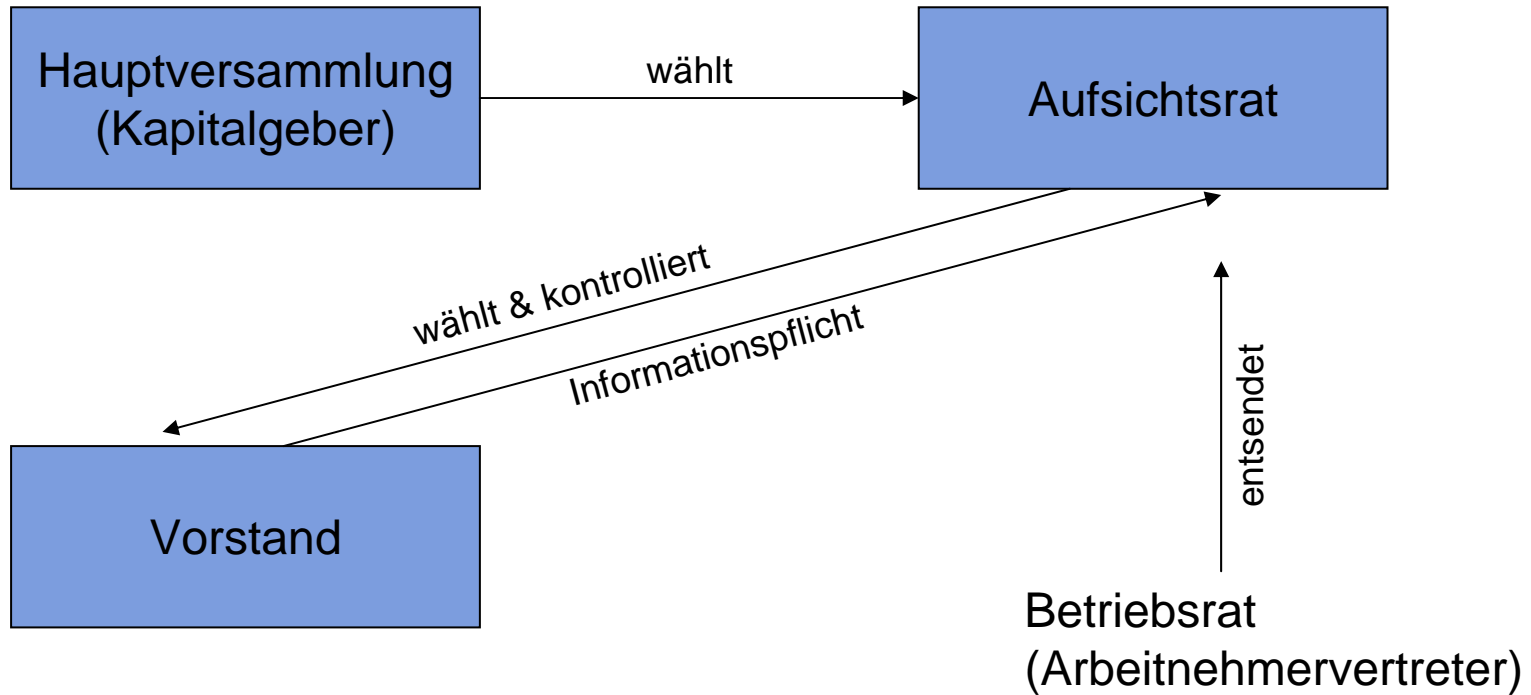 Hauptversammlung
(Kapitalgeber)
wählt
Aufsichtsrat
wählt & kontrolliert
Informationspflicht
entsendet
Vorstand
Betriebsrat
(Arbeitnehmervertreter)